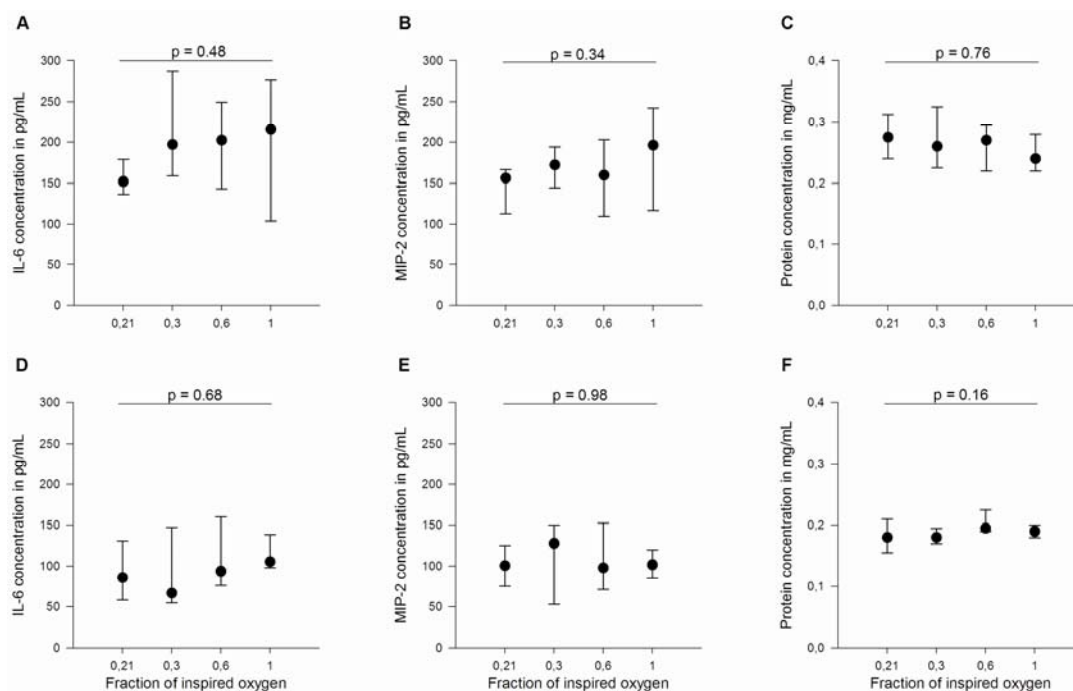 A
p = 0.48
IL-6 concentration in pg/mL
300
250
200
150
100
50
0
0,21
0,3
0,6
1
B
p = 0.34
MIP-2 concentration in pg/mL
300
250
200
150
100
50
0
0,21
0,3
0,6
1
C
p = 0.76
Protein concentration in mg/mL
0,4
0,3
0,2
0,1
0,0
0,21
0,3
0,6
1
D
p = 0.68
IL-6 concentration in pg/mL
300
250
200
150
100
50
0
0,21
0,3
0,6
1
Fraction of inspired oxygen
E
p = 0.98
MIP-2 concentration in pg/mL
300
250
200
150
100
50
0
0,21
0,3
0,6
1
Fraction of inspired oxygen
F
p = 0.16
Protein concentration in mg/mL
0,4
0,3
0,2
0,1
0,0
0,21
0,3
0,6
1
Fraction of inspired oxygen